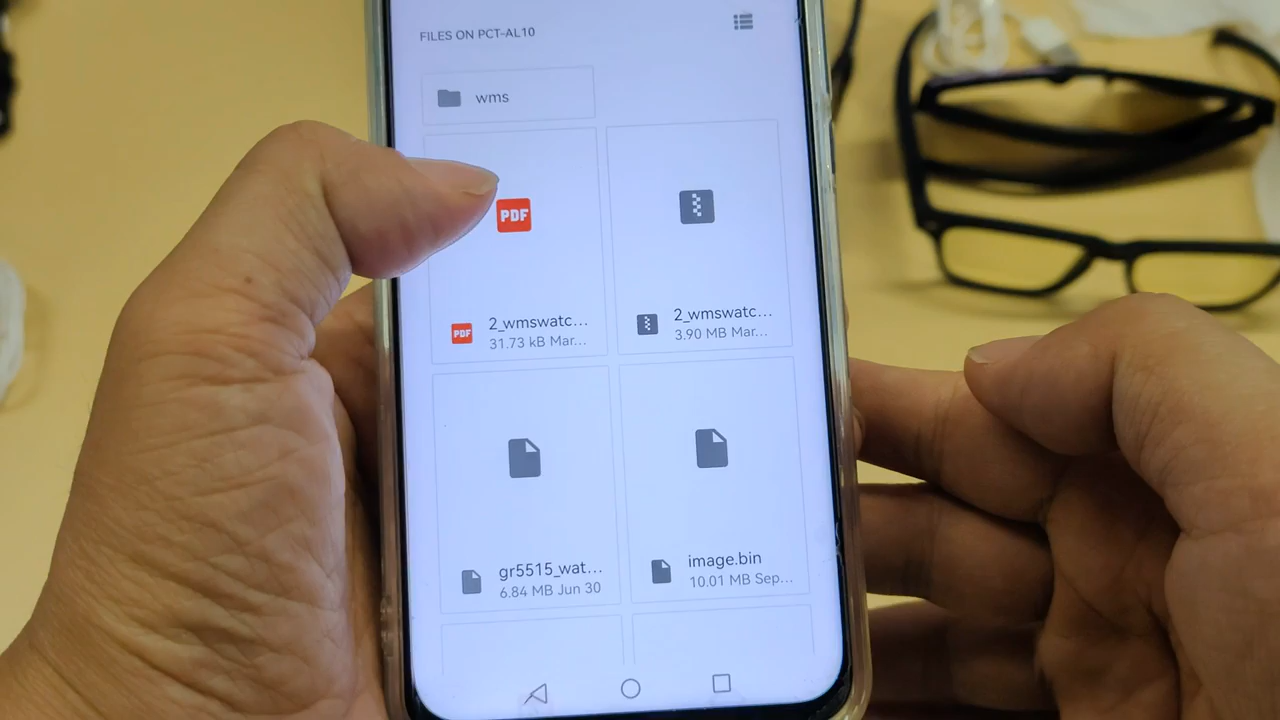 FILES ON PCT-AL10
wms
PDF
PDF
2_wmswatc...
31.73 kB Mar...
2_wmswatc...
3.90 MB Mar...
gr5515_wat...
6.84 MB Jun 30
image.bin
10.01 MB Sep...